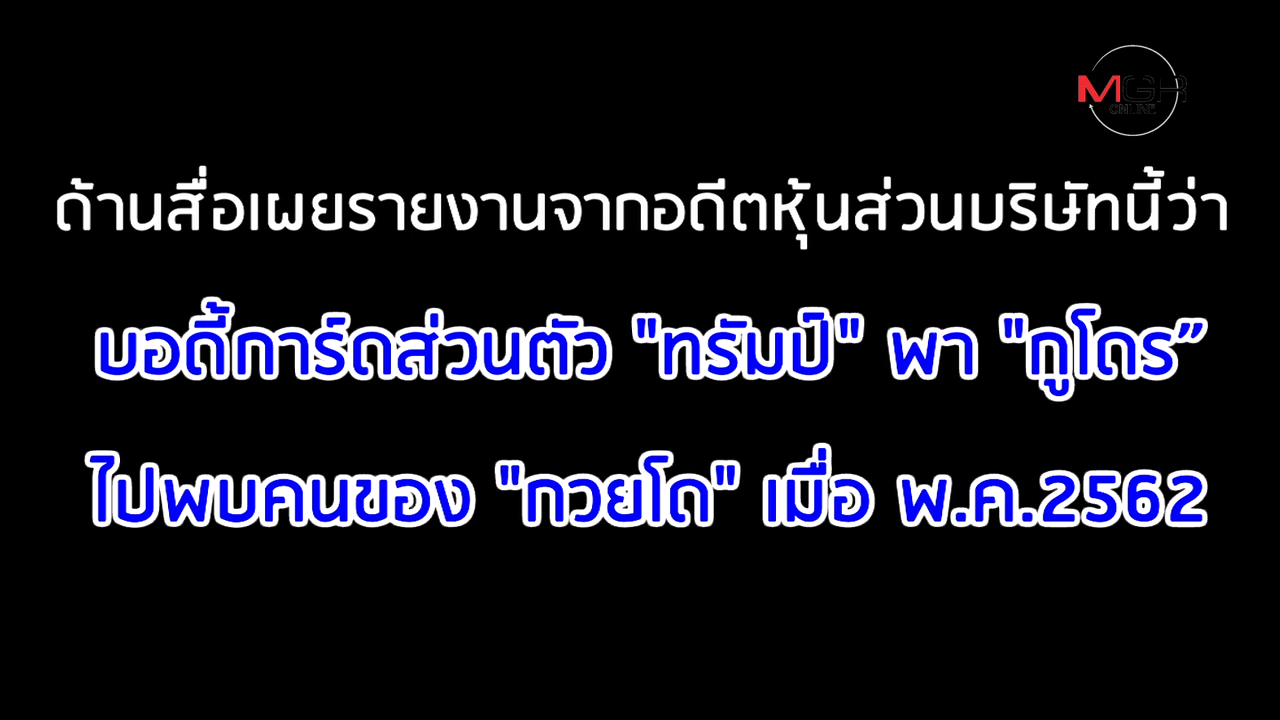 MGR
ONLINE
ด้านสื่อเผยรายงานจากอดีตหุ้นส่วนบริษัทนี้ว่า
บอดี้การ์ดส่วนตัว "ทรัมป์" พา "กูโดร”
ไปพบคนของ "กวยโด" เมื่อ พ.ค.2562